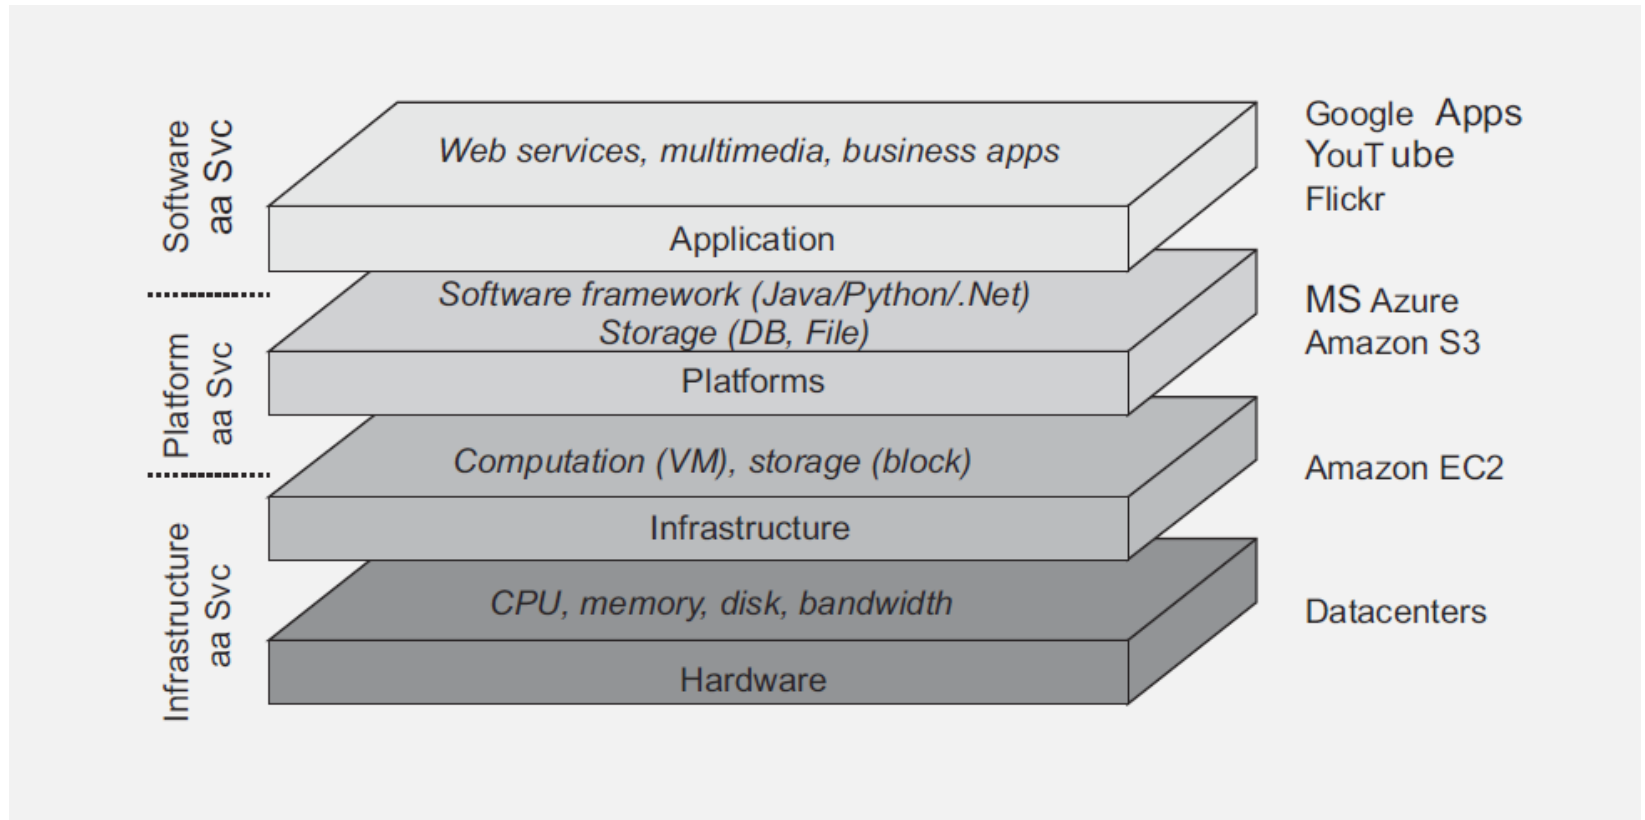 Software
aa Svc
Web services, multimedia, business apps
Application
Google Apps
YouTube
Flickr
Platform
aa Svc
Software framework (Java/Python/.Net)
Storage (DB, File)
Platforms
MS Azure
Amazon S3
Infrastructure
aa Svc
Computation (VM), storage (block)
Infrastructure
Amazon EC2
CPU, memory, disk, bandwidth
Hardware
Datacenters